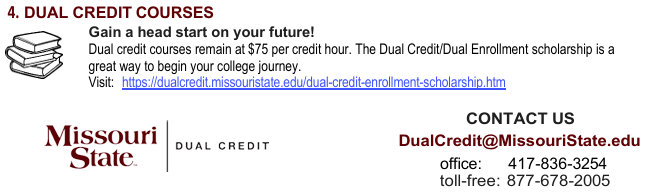 4. DUAL CREDIT COURSES
Gain a head start on your future!
Dual credit courses remain at $75 per credit hour. The Dual Credit/Dual Enrollment scholarship is a
great way to begin your college journey.
Visit: https://dualcredit.missouristate.edu/dual-credit-enrollment-scholarship.htm
Missouri
State™
DUAL CREDIT
CONTACT US
DualCredit@MissouriState.edu
office: 417-836-3254
toll-free: 877-678-2005